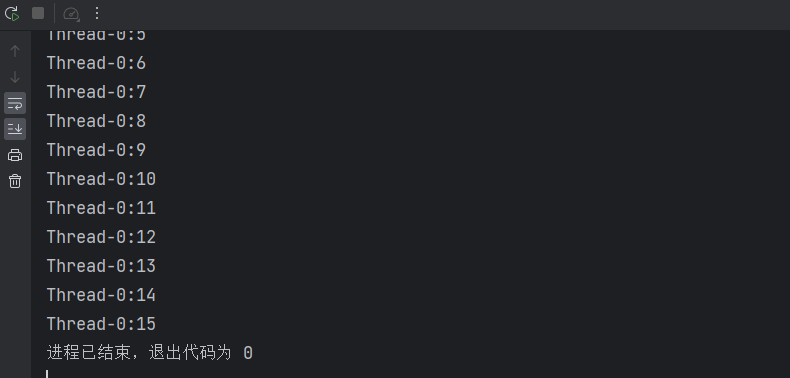 Thread-0:5
Thread-0:6
Thread-0:7
Thread-0:8
Thread-0:9
Thread-0:10
Thread-0:11
Thread-0:12
Thread-0:13
Thread-0:14
Thread-0:15
进程已结束，退出代码为 0